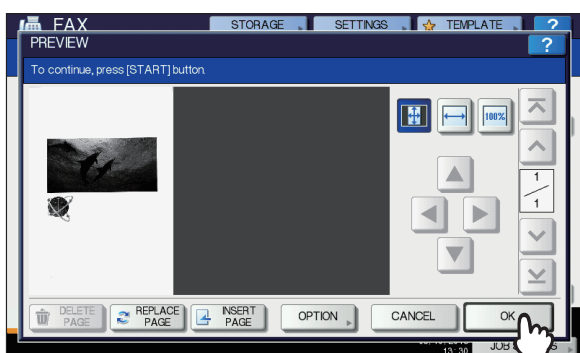 FAX STORAGE SETTINGS TEMPLATE ?
PREVIEW ?
To continue, press [START] button.
100%
1
1
DELETE PAGE
REPLACE PAGE
INSERT PAGE
OPTION
CANCEL
OK
13:30
JOB